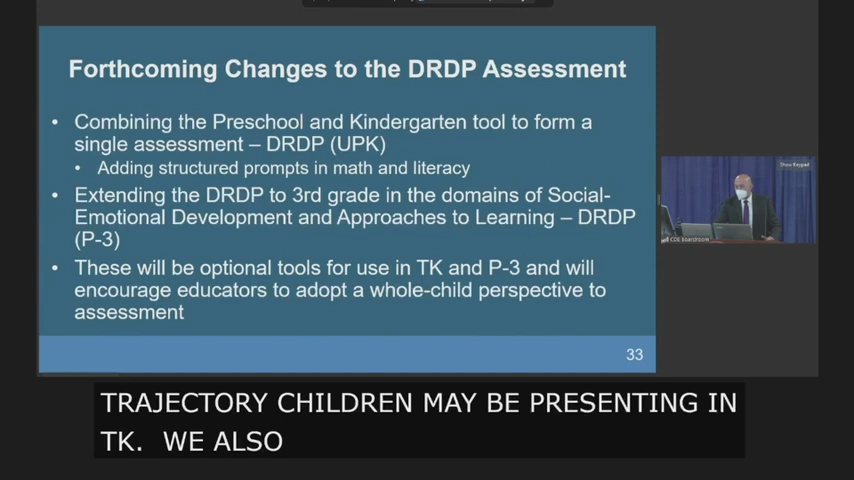 Forthcoming Changes to the DRDP Assessment
• Combining the Preschool and Kindergarten tool to form a
single assessment – DRDP (UPK)
• Adding structured prompts in math and literacy
• Extending the DRDP to 3rd grade in the domains of Social-
Emotional Development and Approaches to Learning – DRDP
(P-3)
• These will be optional tools for use in TK and P-3 and will
encourage educators to adopt a whole-child perspective to
assessment
33
Show Keypad
CDE Boardroom
TRAJECTORY CHILDREN MAY BE PRESENTING IN
TK. WE ALSO